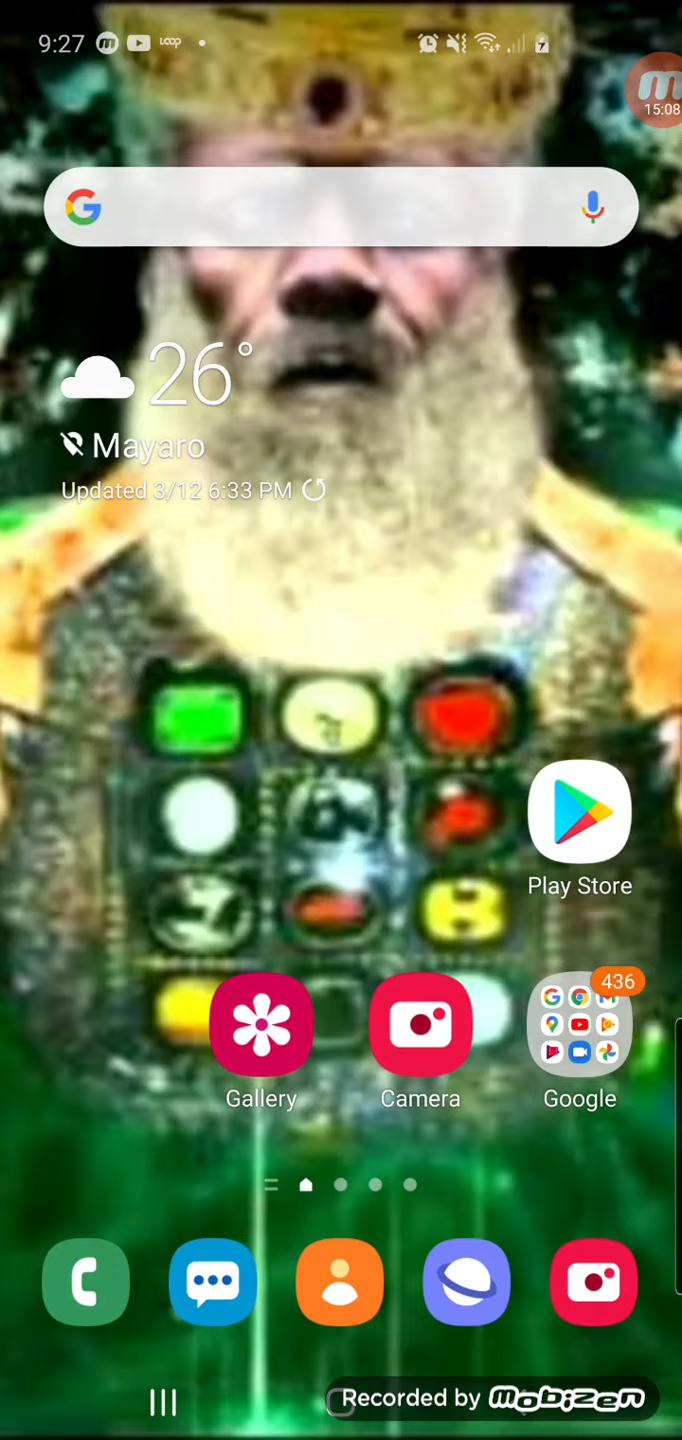 9:27 LOOP
15:08
26°
Mayaro
Updated 3/12 6:33 PM
Play Store
436
Gallery
Camera
Google
Recorded by mobizen